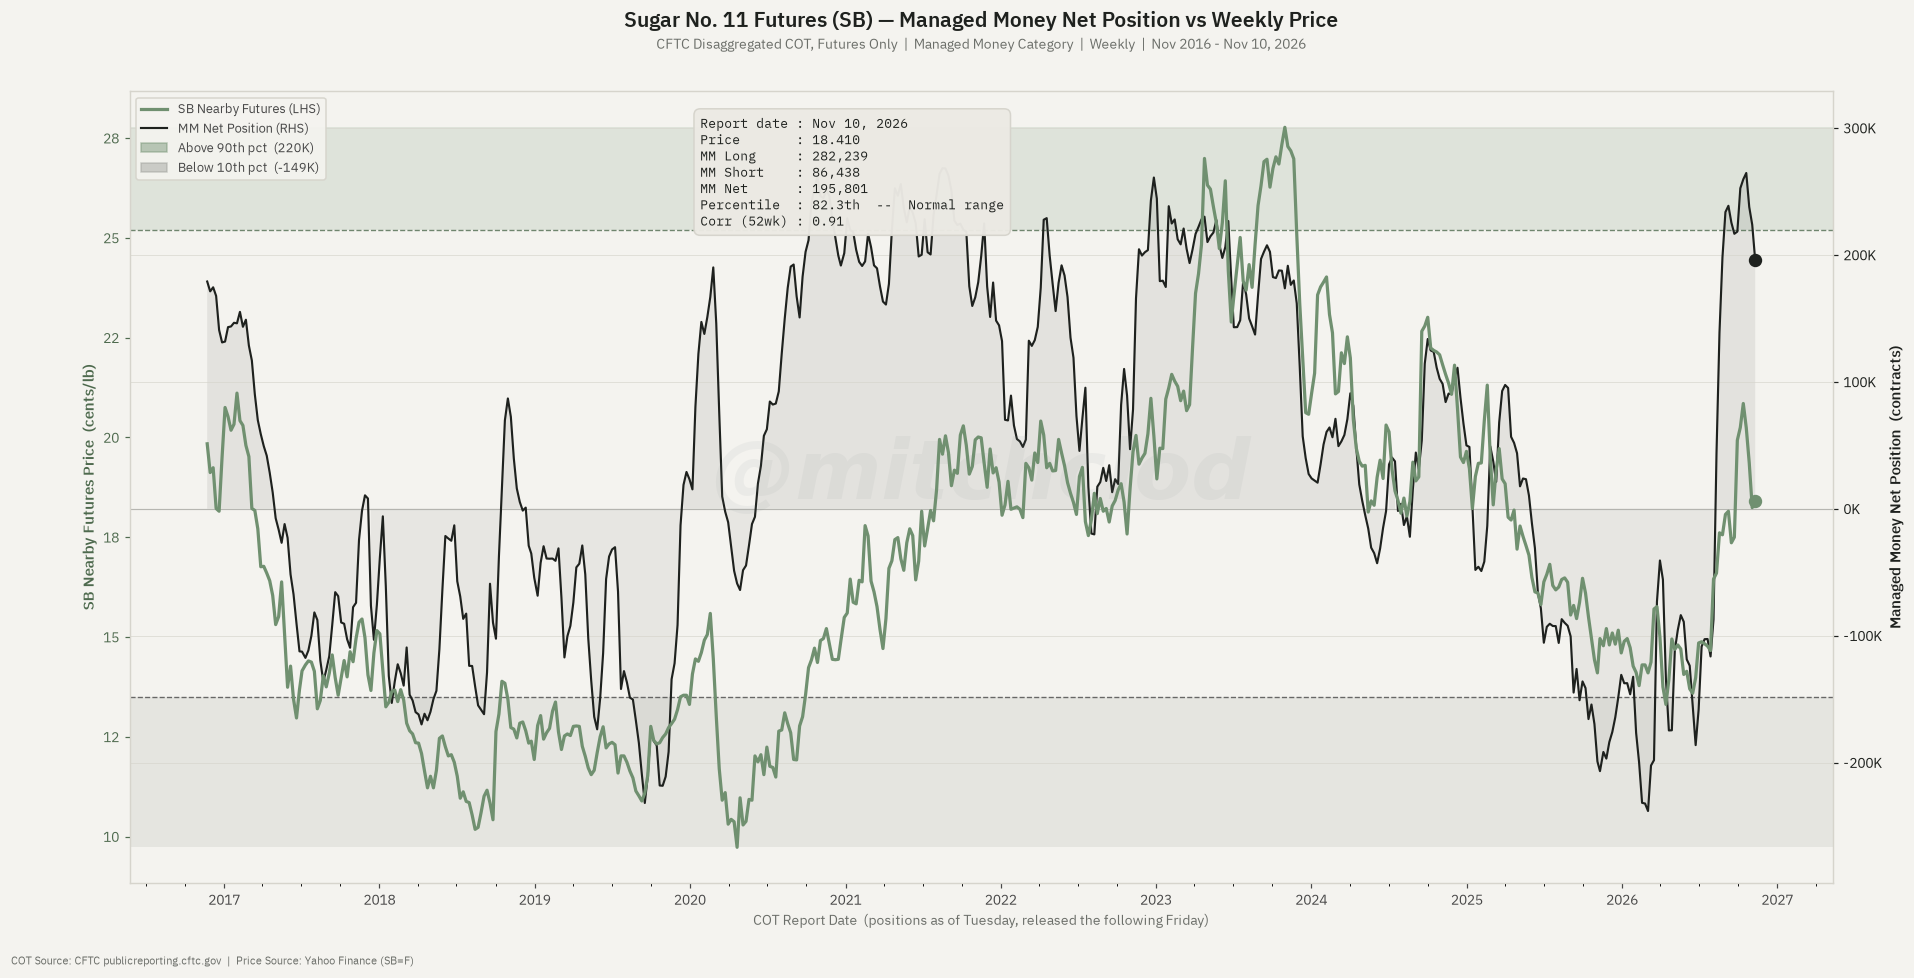 Sugar No. 11 Futures (SB) — Managed Money Net Position vs Weekly Price
CFTC Disaggregated COT, Futures Only | Managed Money Category | Weekly | Nov 2016 - Nov 10, 2026
SB Nearby Futures (LHS)
MM Net Position (RHS)
Above 90th pct (220K)
Below 10th pct (-149K)
Report date : Nov 10, 2026
Price : 18.410
MM Long : 282,239
MM Short : 86,438
MM Net : 195,801
Percentile : 82.3th -- Normal range
Corr (52wk) : 0.91
28
25
22
20
18
15
12
10
SB Nearby Futures Price (cents/lb)
300K
200K
100K
0K
-100K
-200K
Managed Money Net Position (contracts)
2017
2018
2019
2020
2021
2022
2023
2024
2025
2026
2027
COT Report Date (positions as of Tuesday, released the following Friday)
COT Source: CFTC publicreporting.cftc.gov | Price Source: Yahoo Finance (SB=F)